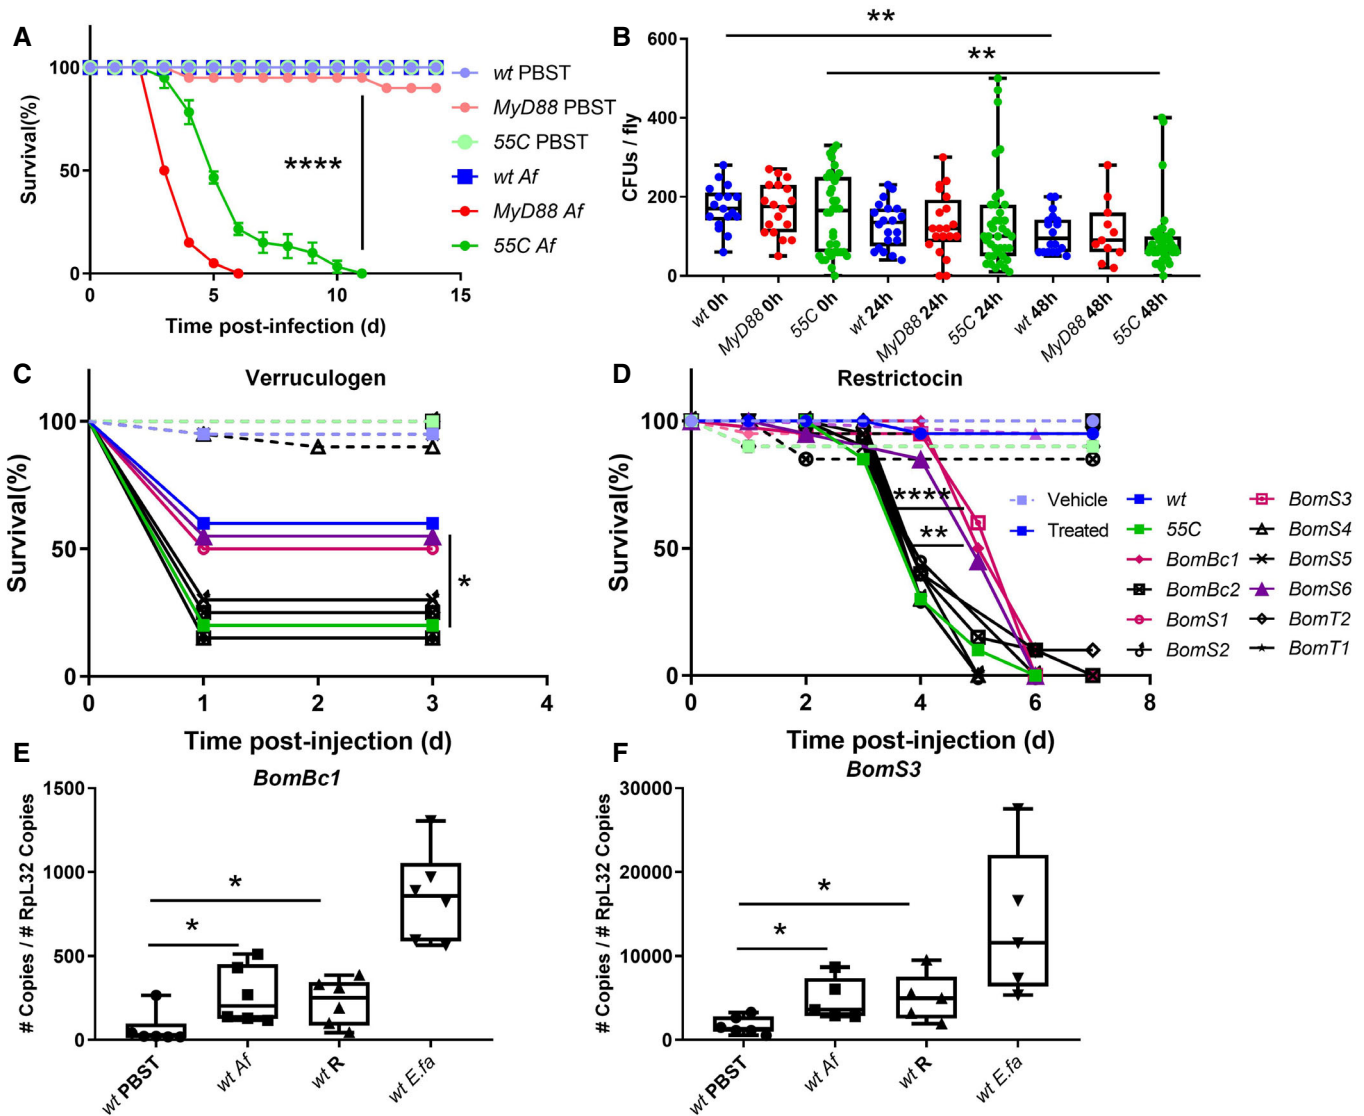 A
Survival(%)
100
50
0
0
5
10
15
Time post-infection (d)
****
wt PBST
MyD88 PBST
55C PBST
wt Af
MyD88 Af
55C Af
B
CFUs / fly
600
400
200
0
**
**
wt 0h
MyD88 0h
55C 0h
wt 24h
MyD88 24h
55C 24h
wt 48h
MyD88 48h
55C 48h
C
Verruculogen
Survival(%)
100
50
0
0
1
2
3
4
*
Time post-injection (d)
D
Restrictocin
Survival(%)
100
50
0
0
2
4
6
8
****
**
Time post-injection (d)
Vehicle
Treated
wt
55C
BomBc1
BomBc2
BomS1
BomS2
BomS3
BomS4
BomS5
BomS6
BomT2
BomT1
E
BomBc1
# Copies / # RpL32 Copies
1500
1000
500
0
*
*
wt PBST
wt Af
wt R
wt E.fa
F
BomS3
# Copies / # RpL32 Copies
30000
20000
10000
0
*
*
wt PBST
wt Af
wt R
wt E.fa